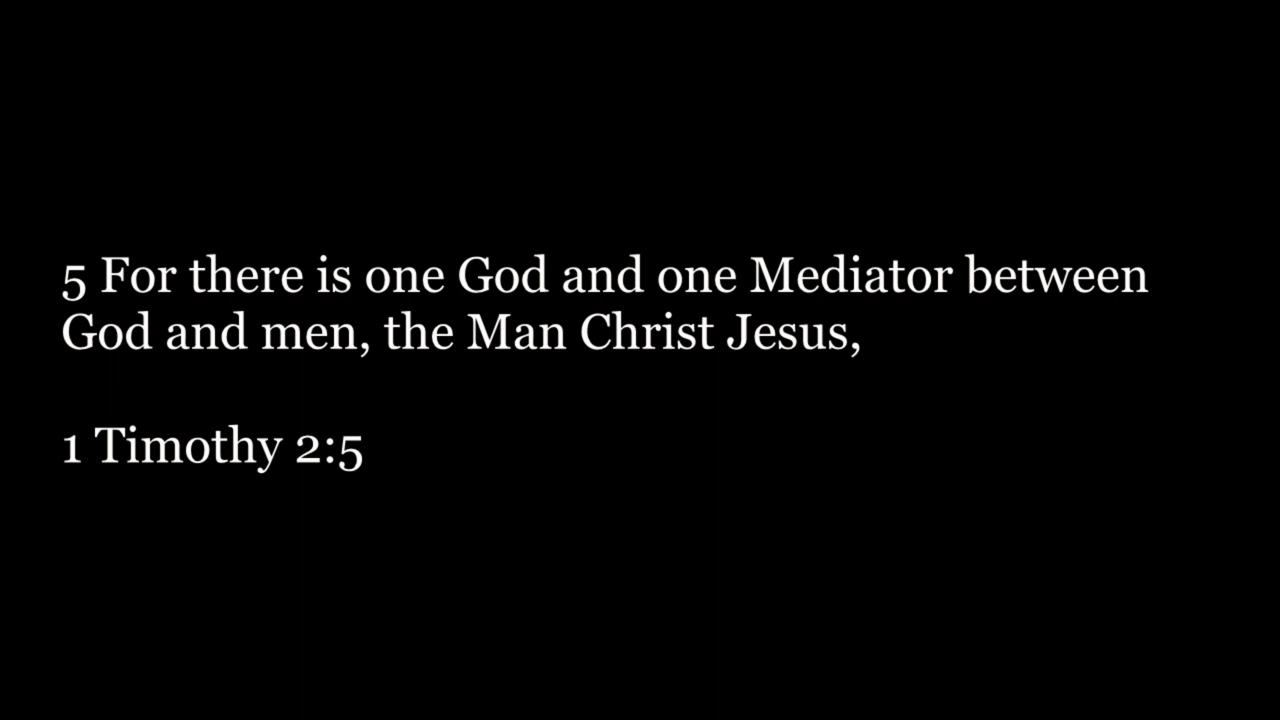 5 For there is one God and one Mediator between
God and men, the Man Christ Jesus,
1 Timothy 2:5